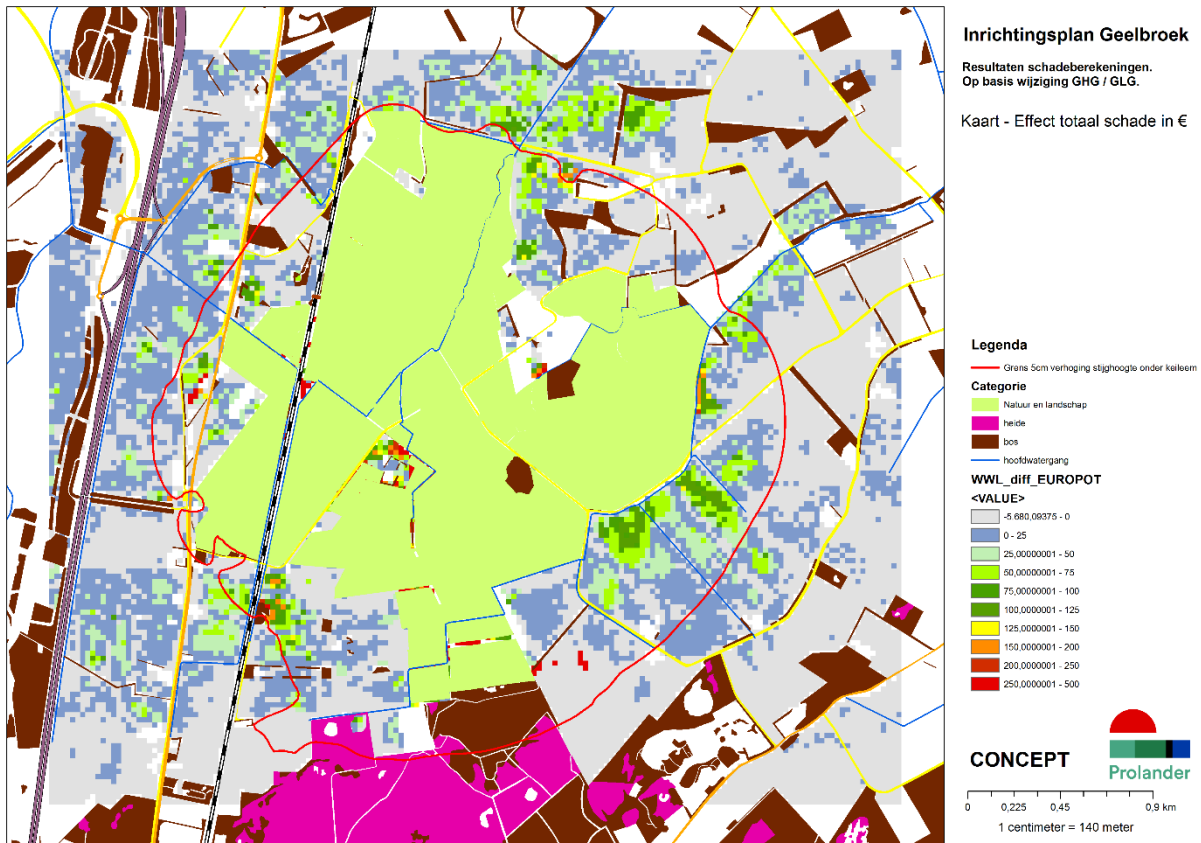 Inrichtingsplan Geelbroek
Resultaten schadeberekeningen.
Op basis wijziging GHG / GLG.
Kaart - Effect totaal schade in €
Legenda
Grens 5cm verhoging stijghoogte onder keileem
Categorie
Natuur en landschap
heide
bos
hoofdwatergang
WWL_diff_EUROPOT
<VALUE>
-5 680,09375 - 0
0 - 25
25,00000001 - 50
50,00000001 - 75
75,00000001 - 100
100,0000001 - 125
125,0000001 - 150
150,0000001 - 200
200,0000001 - 250
250,0000001 - 500
CONCEPT
Prolander
0 0,225 0,45 0,9 km
1 centimeter = 140 meter